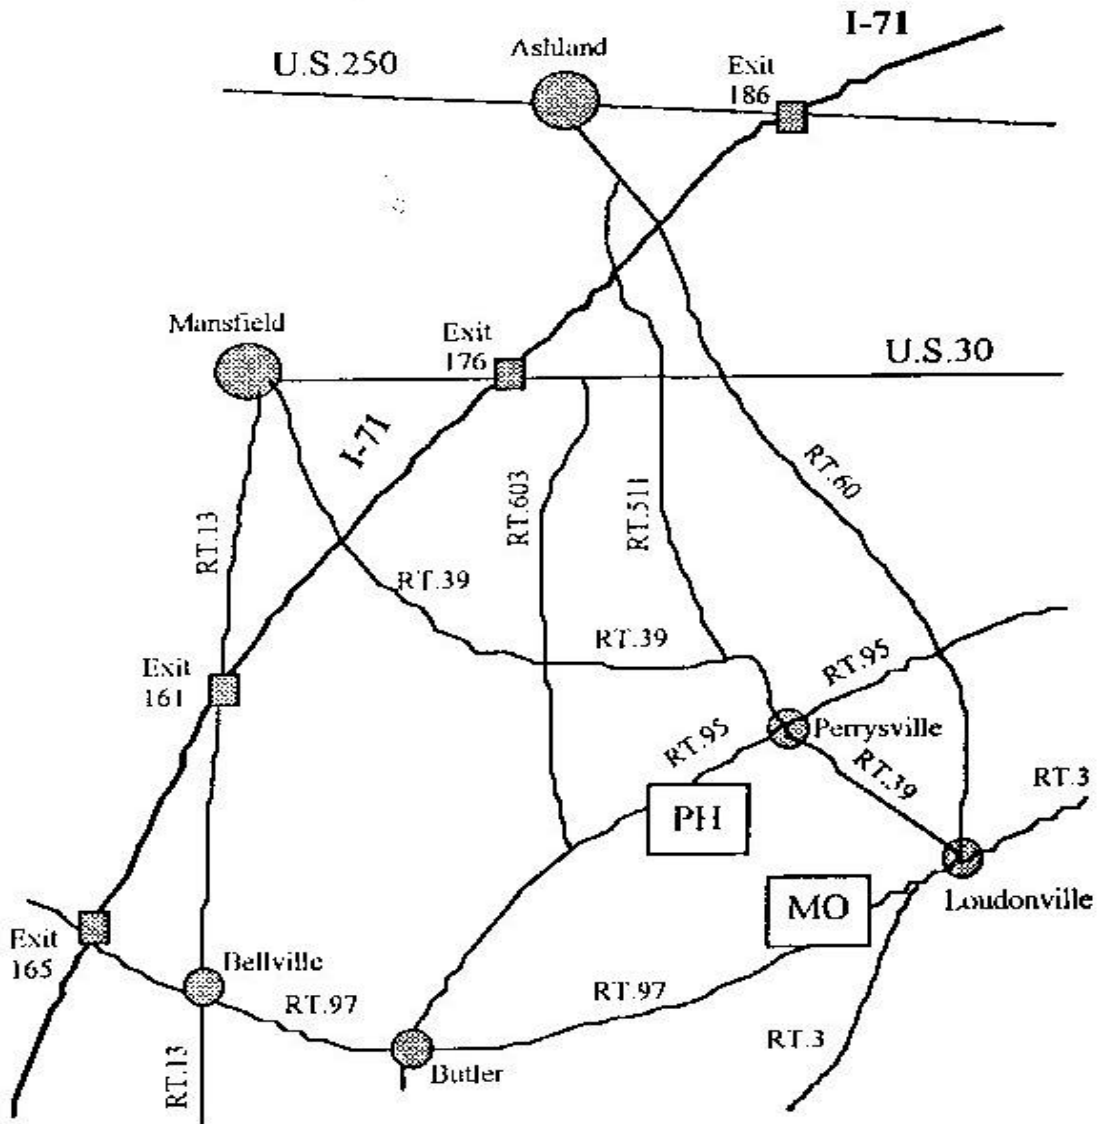 I-71
Ashland
U.S.250
Exit
186
Mansfield
Exit
176
U.S.30
I-71
RT.60
RT.603
RT.511
RT.13
RT.39
RT.39
RT.95
Exit
161
Perrysville
RT.95
RT.39
RT.3
PH
MO
Loudonville
Exit
165
Bellville
RT.97
RT.97
RT.3
RT.13
Butler